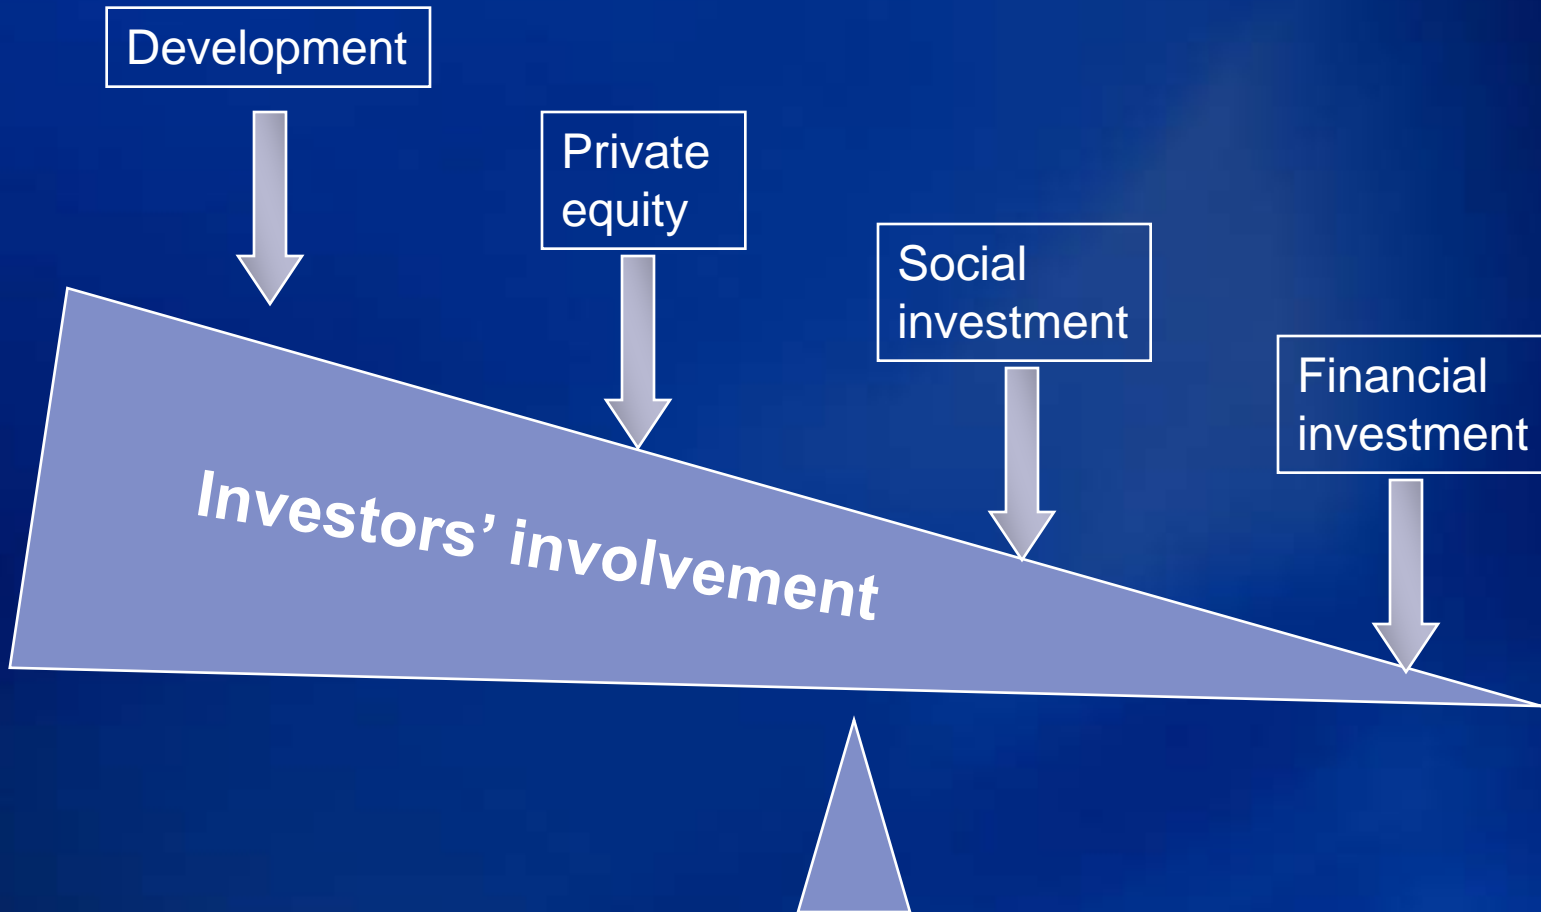 Development
Private
equity
Social
investment
Financial
investment
Investors’ involvement